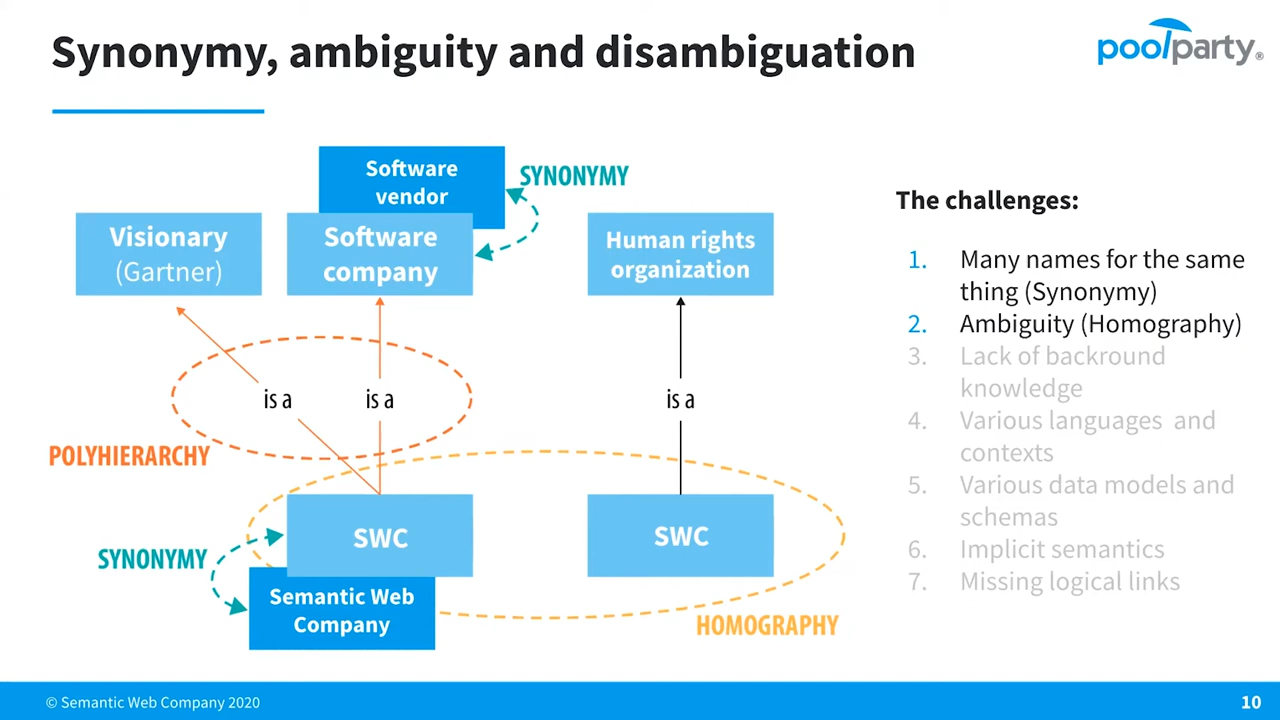 Synonymy, ambiguity and disambiguation
poolparty®
Software
vendor
SYNONYMY
Visionary
(Gartner)
Software
company
Human rights
organization
is a
is a
is a
POLYHIERARCHY
SWC
SWC
SYNONYMY
Semantic Web
Company
HOMOGRAPHY
The challenges:
1. Many names for the same
thing (Synonymy)
2. Ambiguity (Homography)
3. Lack of backround
knowledge
4. Various languages and
contexts
5. Various data models and
schemas
6. Implicit semantics
7. Missing logical links
© Semantic Web Company 2020
10